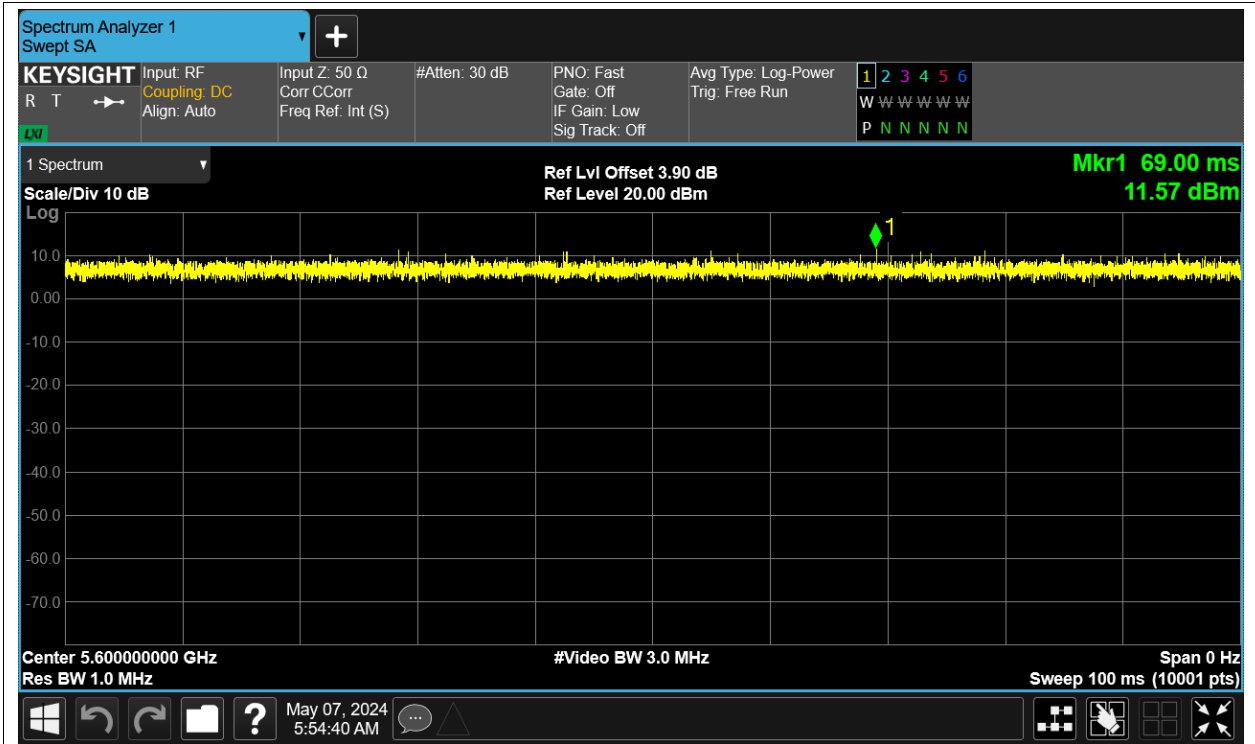 Spectrum Analyzer 1
Swept SA
KEYSIGHT
R T
LXI
Input: RF
Coupling: DC
Align: Auto
Input Z: 50 Ω
Corr CCorr
Freq Ref: Int (S)
#Atten: 30 dB
PNO: Fast
Gate: Off
IF Gain: Low
Sig Track: Off
Avg Type: Log-Power
Trig: Free Run
1 2 3 4 5 6
W W W W W W
P N N N N N
1 Spectrum
Scale/Div 10 dB
Log
Ref Lvl Offset 3.90 dB
Ref Level 20.00 dBm
Mkr1 69.00 ms
11.57 dBm
1
10.0
0.00
-10.0
-20.0
-30.0
-40.0
-50.0
-60.0
-70.0
Center 5.600000000 GHz
Res BW 1.0 MHz
#Video BW 3.0 MHz
Span 0 Hz
Sweep 100 ms (10001 pts)
?
May 07, 2024
5:54:40 AM